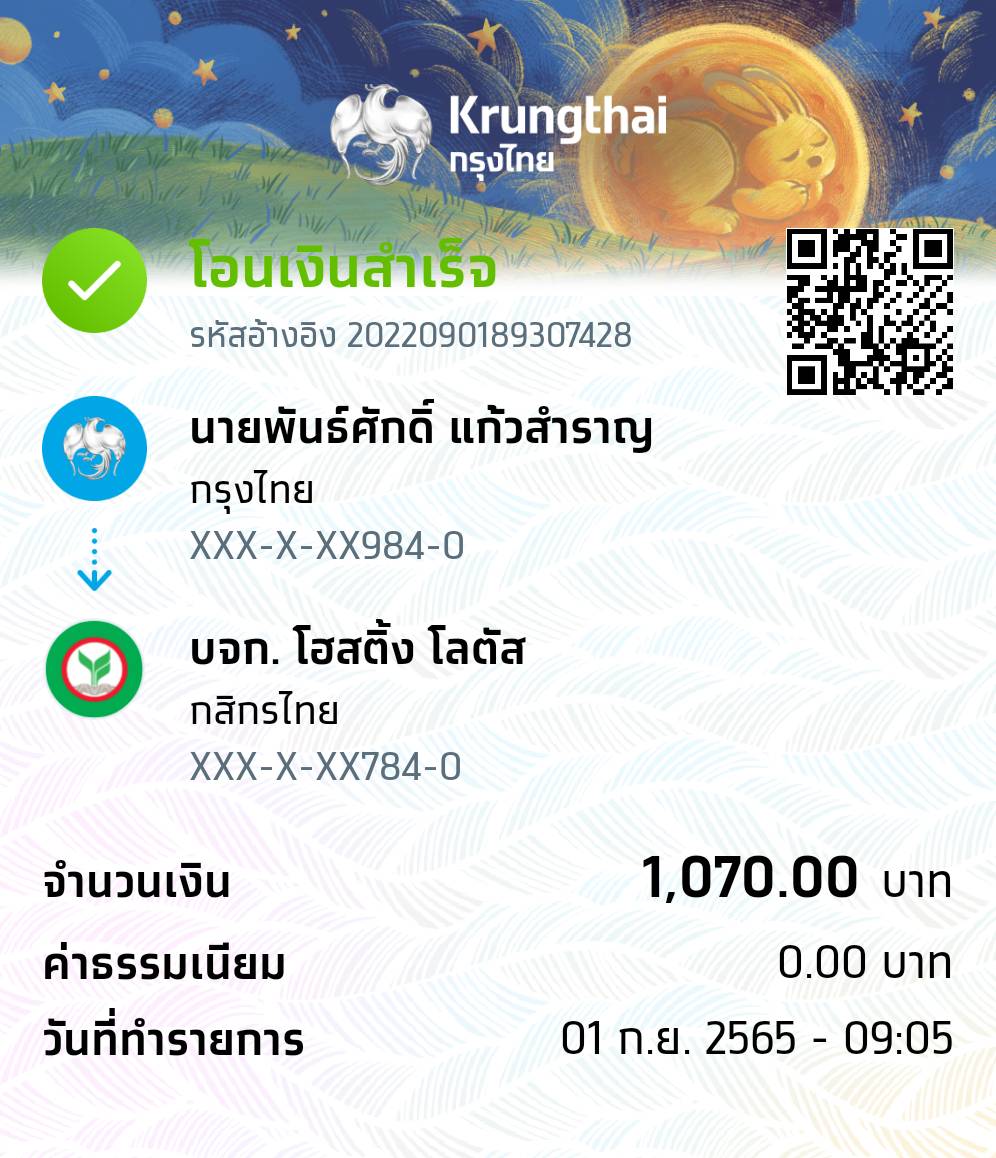 Krungthai
กรุงไทย
โอนเงินสำเร็จ
รหัสอ้างอิง 2022090189307428
นายพันธ์ศักดิ์ แก้วสำราญ
กรุงไทย
XXX-X-XX984-0
บจก. โฮสติ้ง โลตัส
กสิกรไทย
XXX-X-XX784-0
จำนวนเงิน 1,070.00 บาท
ค่าธรรมเนียม 0.00 บาท
วันที่ทำรายการ 01 ก.ย. 2565 - 09:05